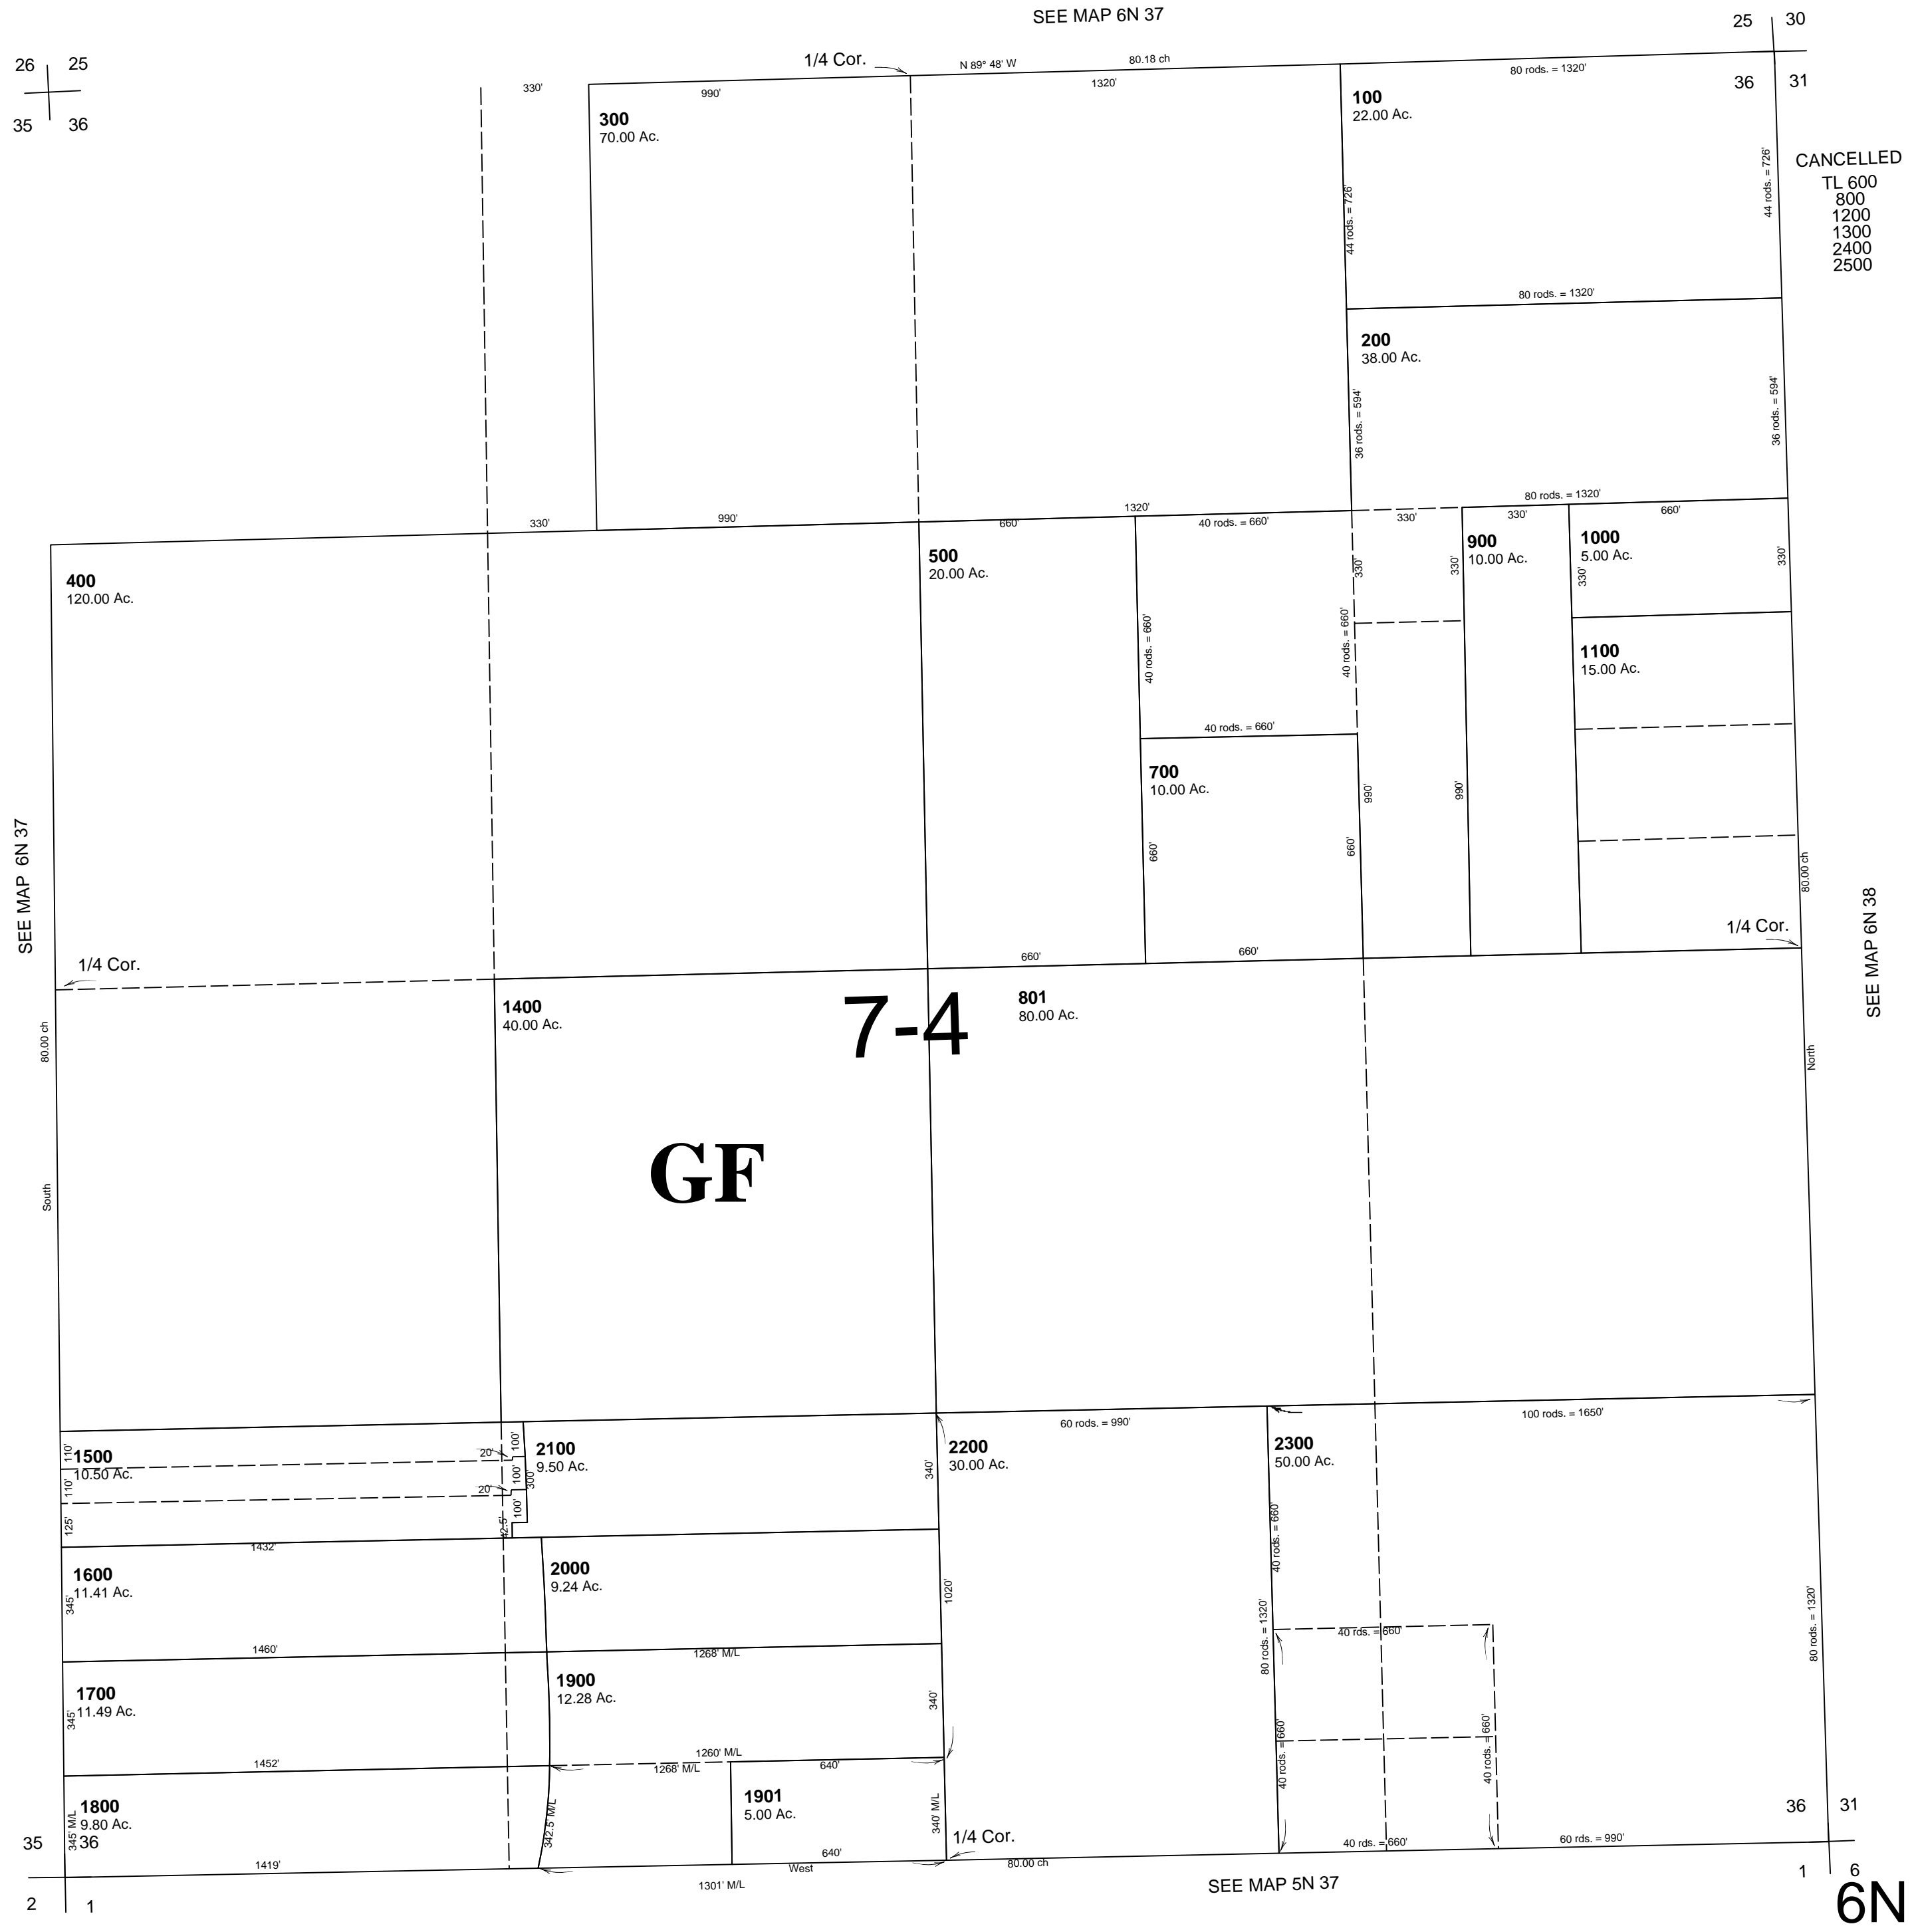 SEE MAP 6N 37
25 30
26 25
1/4 Cor.
N 89° 48' W
80.18 ch
35 36
36 31
330'
990'
1320'
80 rods. = 1320'
300
70.00 Ac.
100
22.00 Ac.
44 rods. = 726'
44 rods. = 726'
CANCELLED
TL 600
800
1200
1300
2400
2500
80 rods. = 1320'
200
38.00 Ac.
36 rods. = 594'
36 rods. = 594'
80 rods. = 1320'
330'
990'
1320'
660'
40 rods. = 660'
330'
330'
660'
400
120.00 Ac.
500
20.00 Ac.
900
10.00 Ac.
1000
5.00 Ac.
330'
330'
330'
330'
40 rods. = 660'
40 rods. = 660'
1100
15.00 Ac.
40 rods. = 660'
700
10.00 Ac.
990'
990'
660'
660'
80.00 ch
SEE MAP 6N 37
SEE MAP 6N 38
1/4 Cor.
1/4 Cor.
660'
660'
1400
40.00 Ac.
7-4
801
80.00 Ac.
80.00 ch
North
GF
South
60 rods. = 990'
100 rods. = 1650'
110'
1500
10.50 Ac.
20'
100'
2100
9.50 Ac.
340'
2200
30.00 Ac.
2300
50.00 Ac.
110'
20'
100'
300'
125'
100'
42.5'
40 rods. = 660'
1432'
1600
11.41 Ac.
345'
2000
9.24 Ac.
1020'
80 rods. = 1320'
80 rods. = 1320'
40 rds. = 660'
1460'
1268' M/L
1700
11.49 Ac.
345'
1900
12.28 Ac.
340'
40 rods. = 660'
40 rods. = 660'
1452'
1260' M/L
1268' M/L
640'
1800
9.80 Ac.
345' M/L
342.5' M/L
1901
5.00 Ac.
340' M/L
35 36
36 31
1/4 Cor.
40 rds. = 660'
60 rds. = 990'
1419'
640'
West
80.00 ch
1301' M/L
SEE MAP 5N 37
1 6
2 1
6N